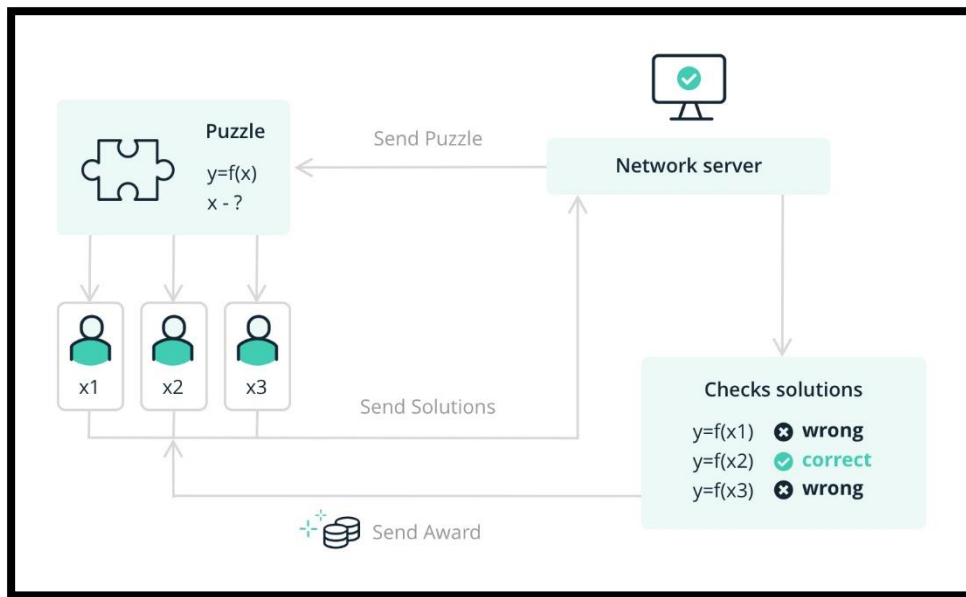 Puzzle
y=f(x)
x - ?
Send Puzzle
Network server
x1
x2
x3
Send Solutions
Checks solutions
y=f(x1) wrong
y=f(x2) correct
y=f(x3) wrong
Send Award